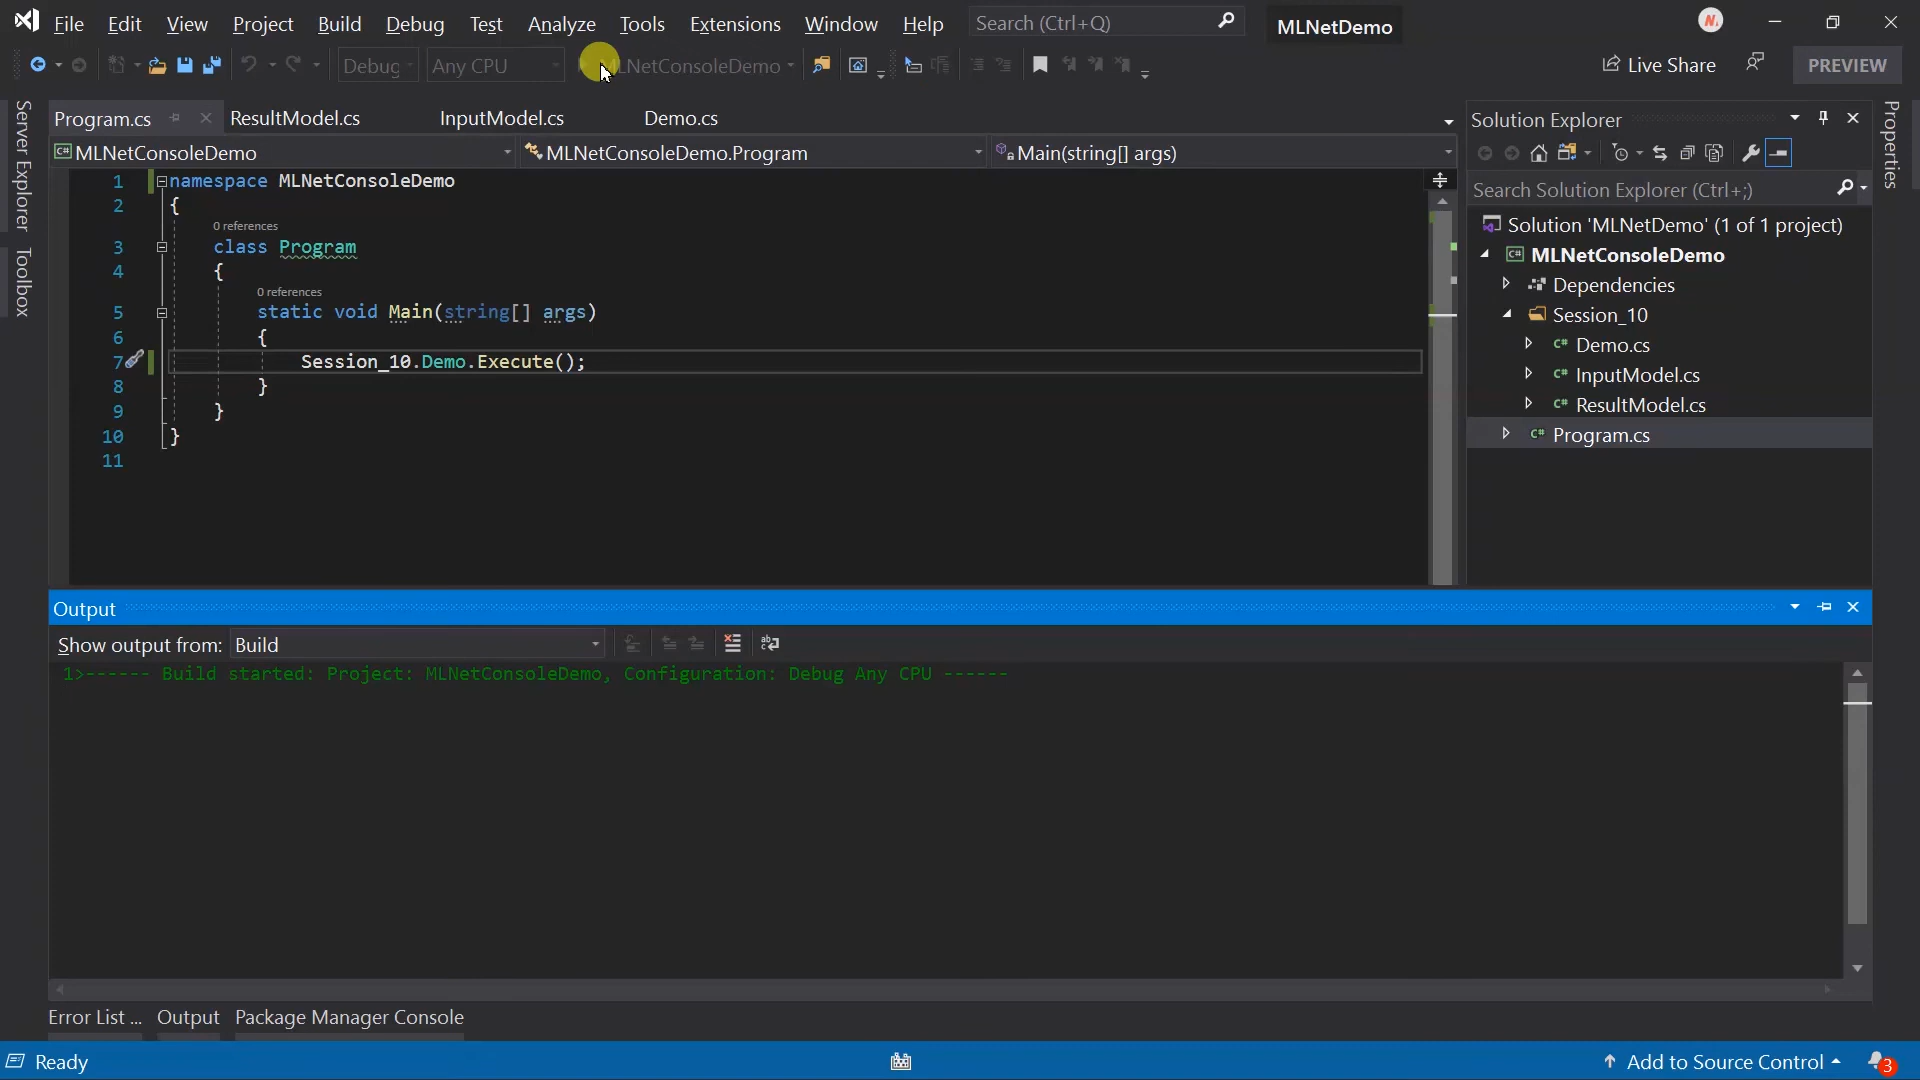 File Edit View Project Build Debug Test Analyze Tools Extensions Window Help Search (Ctrl+Q) MLNetDemo
Debug Any CPU MLNetConsoleDemo Live Share PREVIEW
Server Explorer
Toolbox
Program.cs ResultModel.cs InputModel.cs Demo.cs
MLNetConsoleDemo MLNetConsoleDemo.Program Main(string[] args)
1 namespace MLNetConsoleDemo
2 {
0 references
3 class Program
4 {
0 references
5 static void Main(string[] args)
6 {
7 Session_10.Demo.Execute();
8 }
9 }
10 }
11
Solution Explorer
Search Solution Explorer (Ctrl+;)
Solution 'MLNetDemo' (1 of 1 project)
C# MLNetConsoleDemo
Dependencies
Session_10
C# Demo.cs
C# InputModel.cs
C# ResultModel.cs
C# Program.cs
Properties
Output
Show output from: Build
1>------ Build started: Project: MLNetConsoleDemo, Configuration: Debug Any CPU ------
Error List ... Output Package Manager Console
Ready Add to Source Control 3